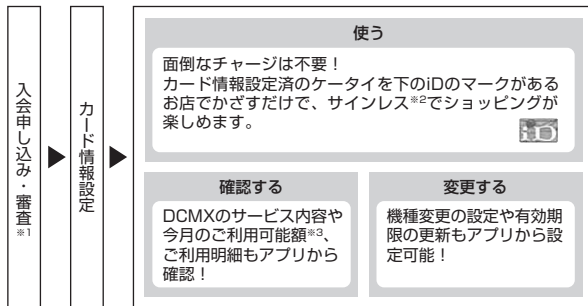 入会申し込み・審査
※1
カード情報設定
使う
面倒なチャージは不要！
カード情報設定済のケータイを下のiDのマークがある
お店でかざすだけで、サインレス※2でショッピングが
楽しめます。
iD
確認する
DCMXのサービス内容や
今月のご利用可能額※3、
ご利用明細もアプリから
確認！
変更する
機種変更の設定や有効期
限の更新もアプリから設
定可能！